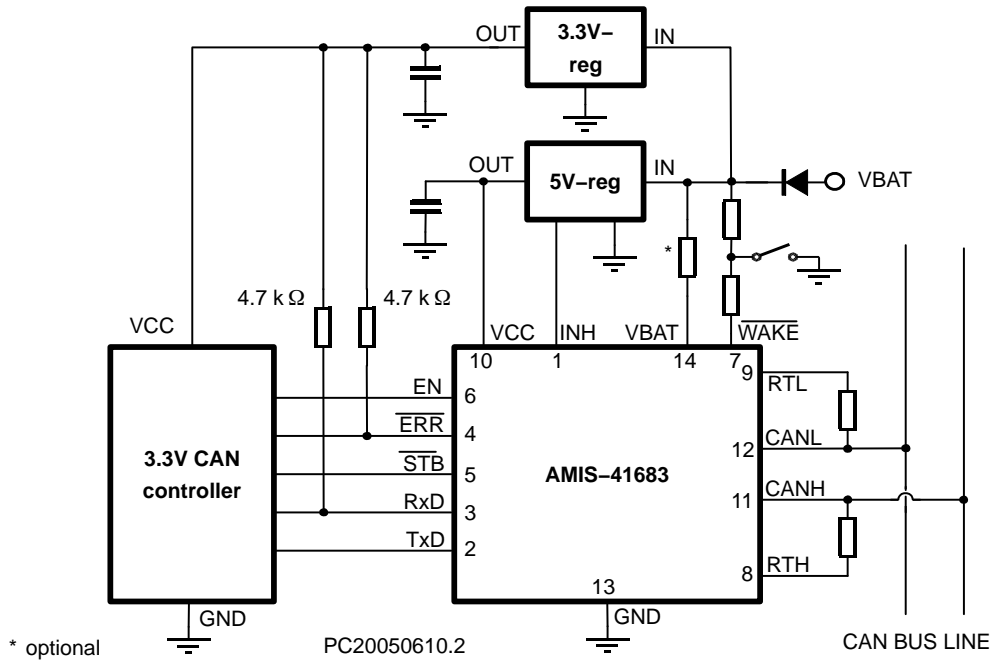 OUT
3.3V–
reg
IN
OUT
5V–reg
IN
VBAT
*
4.7 k Ω
4.7 k Ω
VCC
VCC
INH
VBAT
WAKE
10
1
14
7
3.3V CAN
controller
EN
6
ERR
4
STB
5
RxD
3
TxD
2
AMIS–41683
9
RTL
12
CANL
11
CANH
8
RTH
13
GND
GND
* optional
PC20050610.2
CAN BUS LINE